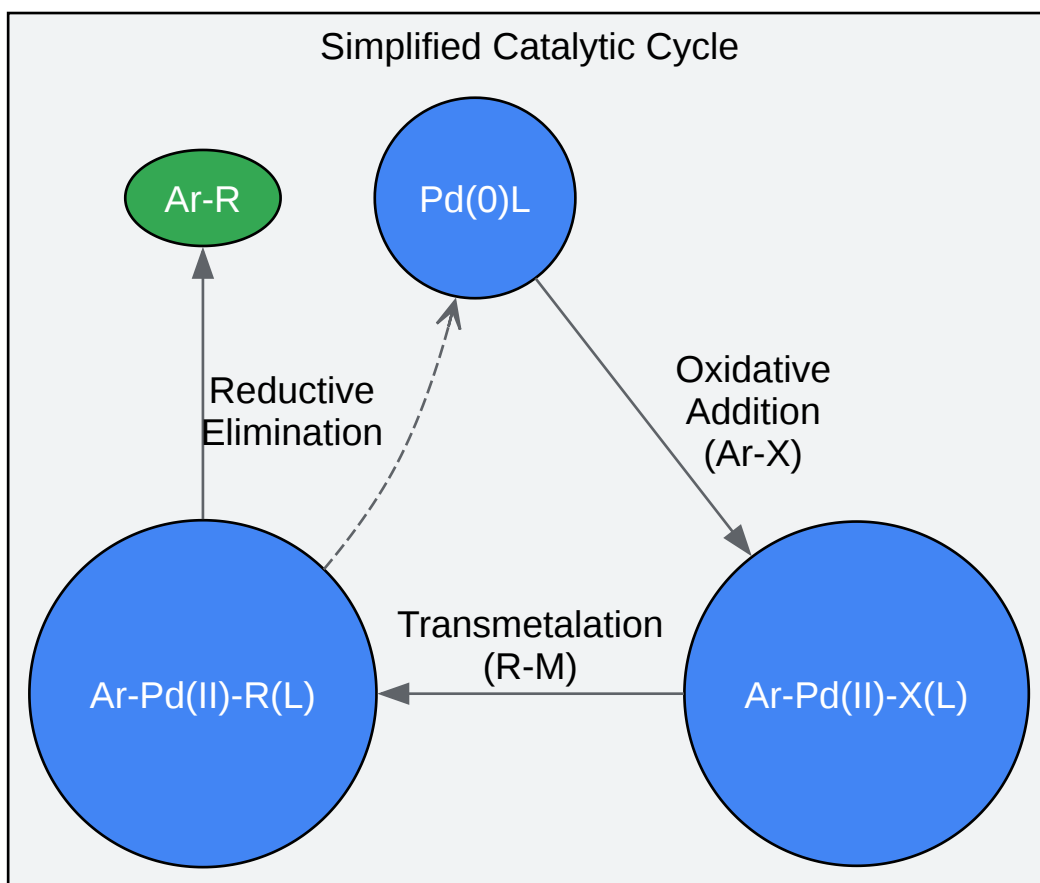 Simplified Catalytic Cycle
Ar-R
Pd(0)L
Oxidative
Addition
(Ar-X)
Reductive
Elimination
Transmetalation
(R-M)
Ar-Pd(II)-R(L)
Ar-Pd(II)-X(L)